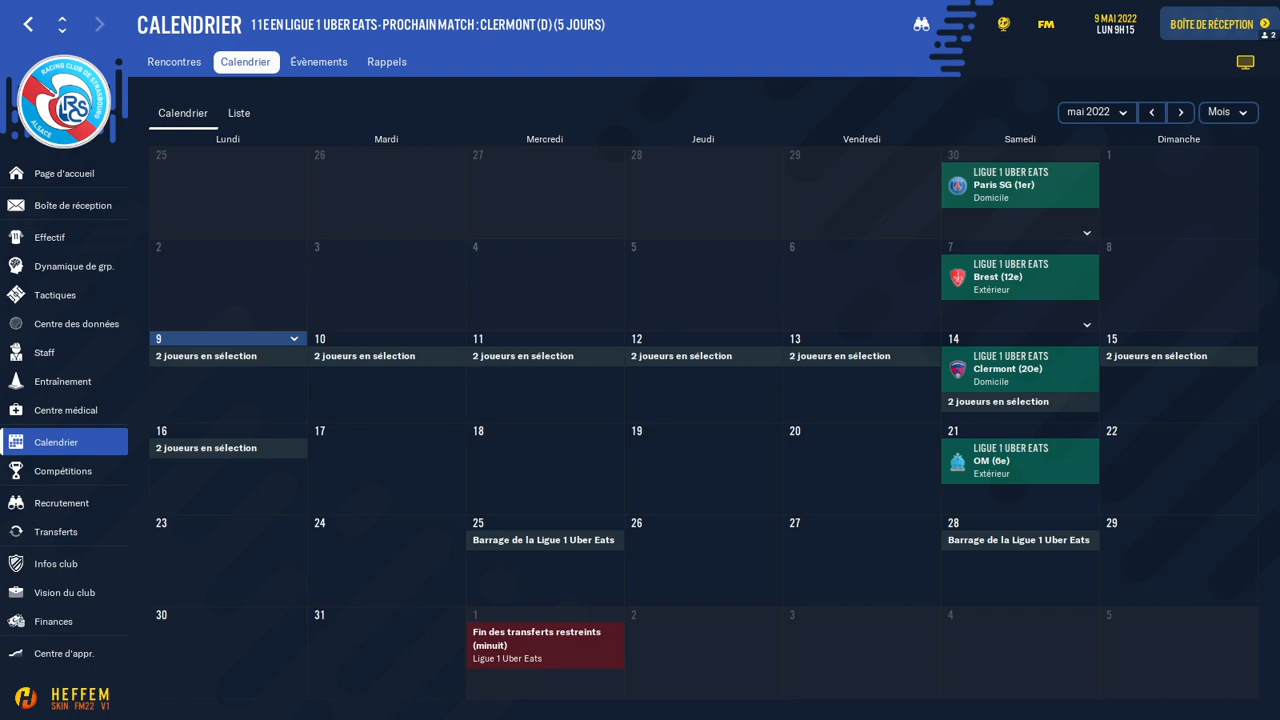 CALENDRIER
11E EN LIGUE 1 UBER EATS - PROCHAIN MATCH : CLERMONT (D) (5 JOURS)
FM
9 MAI 2022
LUN 9H15
BOÎTE DE RÉCEPTION
2
Rencontres
Calendrier
Évènements
Rappels
RACING CLUB DE STRASBOURG
RCS
ALSACE
Page d'accueil
Boîte de réception
11
Effectif
Dynamique de grp.
Tactiques
Centre des données
Staff
Entraînement
Centre médical
Calendrier
Compétitions
Recrutement
Transferts
Infos club
Vision du club
Finances
Centre d'appr.
HEFFEM
SKIN FM22 V1
Calendrier
Liste
mai 2022
Mois
Lundi
Mardi
Mercredi
Jeudi
Vendredi
Samedi
Dimanche
25
26
27
28
29
30
LIGUE 1 UBER EATS
Paris SG (1er)
Domicile
1
2
3
4
5
6
7
LIGUE 1 UBER EATS
Brest (12e)
Extérieur
8
9
2 joueurs en sélection
10
2 joueurs en sélection
11
2 joueurs en sélection
12
2 joueurs en sélection
13
2 joueurs en sélection
14
LIGUE 1 UBER EATS
Clermont (20e)
Domicile
2 joueurs en sélection
15
2 joueurs en sélection
16
2 joueurs en sélection
17
18
19
20
21
LIGUE 1 UBER EATS
OM (6e)
Extérieur
22
23
24
25
Barrage de la Ligue 1 Uber Eats
26
27
28
Barrage de la Ligue 1 Uber Eats
29
30
31
1
Fin des transferts restreints
(minuit)
Ligue 1 Uber Eats
2
3
4
5